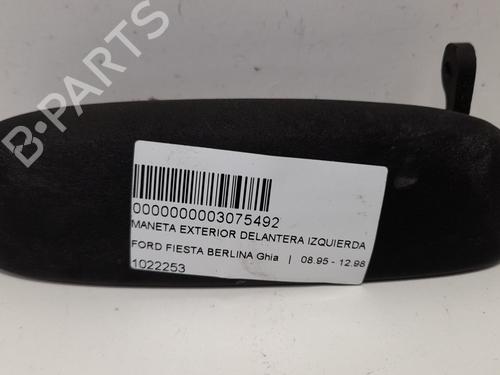 B-PARTS
0000000003075492
MANETA EXTERIOR DELANTERA IZQUIERDA
FORD FIESTA BERLINA Ghia | 08.95 - 12.98
1022253